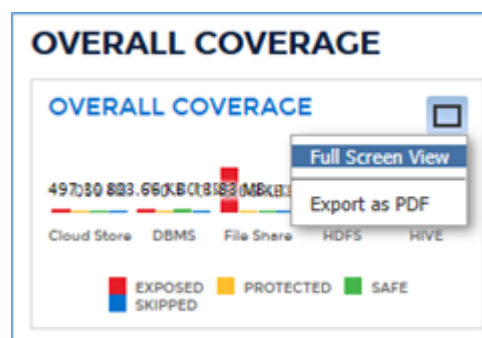 OVERALL COVERAGE
OVERALL COVERAGE
Full Screen View
Export as PDF
Cloud Store DBMS File Share HDFS HIVE
EXPOSED PROTECTED SAFE
SKIPPED